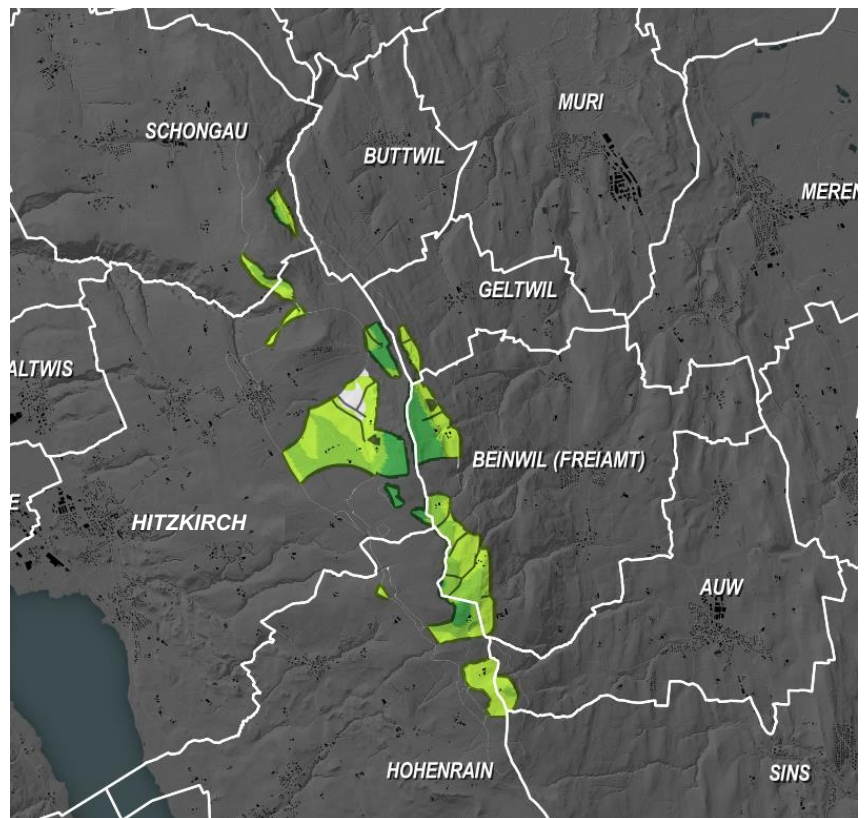 MURI
SCHONGAU
BUTTWIL
MEREN
GELTWIL
ALTWIS
BEINWIL (FREIAMT)
E
HITZKIRCH
AUW
HOHENRAIN
SINS